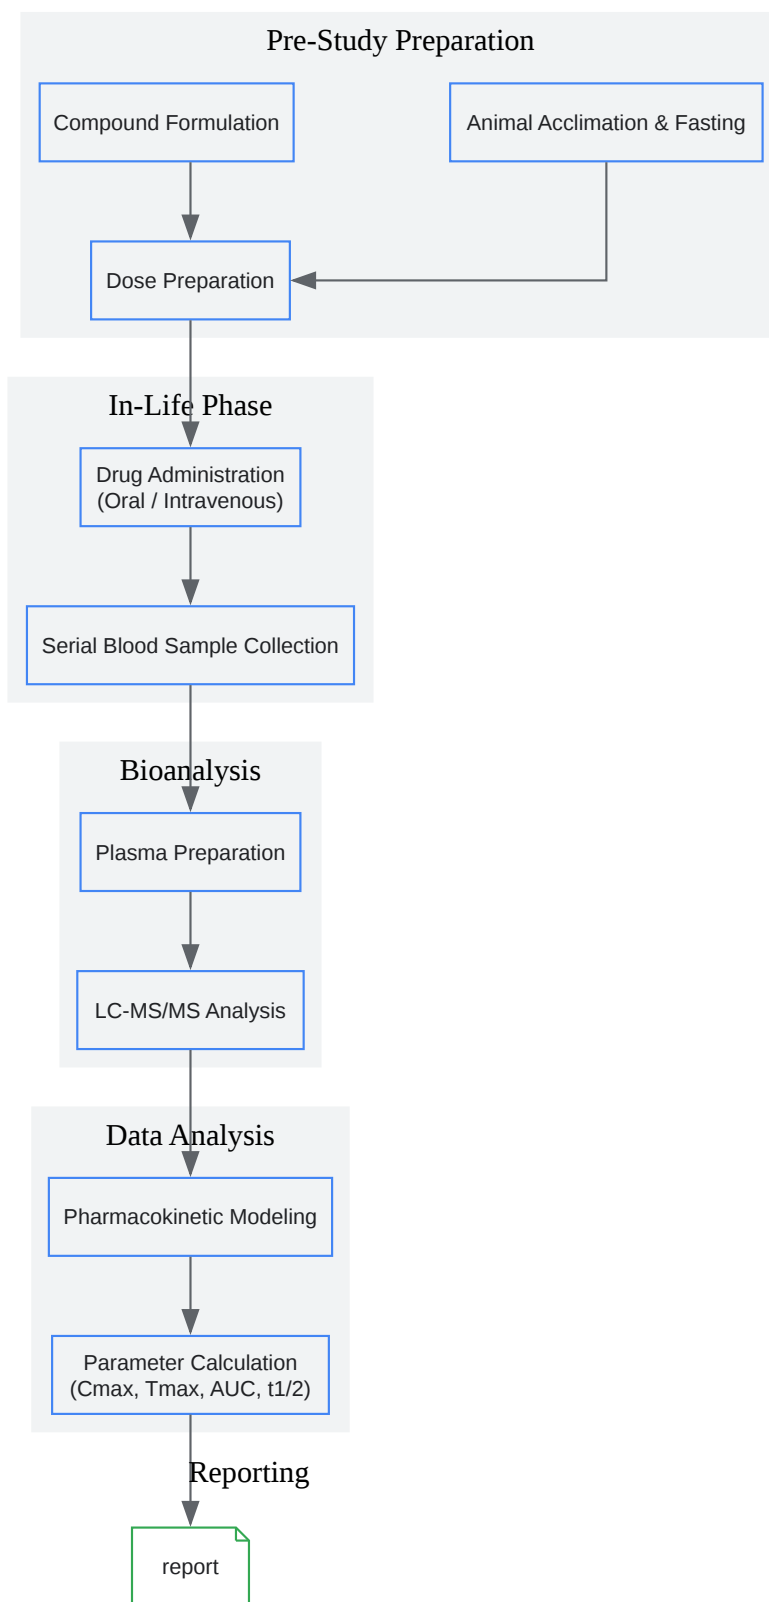 Pre-Study Preparation
Compound Formulation
Animal Acclimation & Fasting
Dose Preparation
In-Life Phase
Drug Administration
(Oral / Intravenous)
Serial Blood Sample Collection
Bioanalysis
Plasma Preparation
LC-MS/MS Analysis
Data Analysis
Pharmacokinetic Modeling
Parameter Calculation
(Cmax, Tmax, AUC, t1/2)
Reporting
report